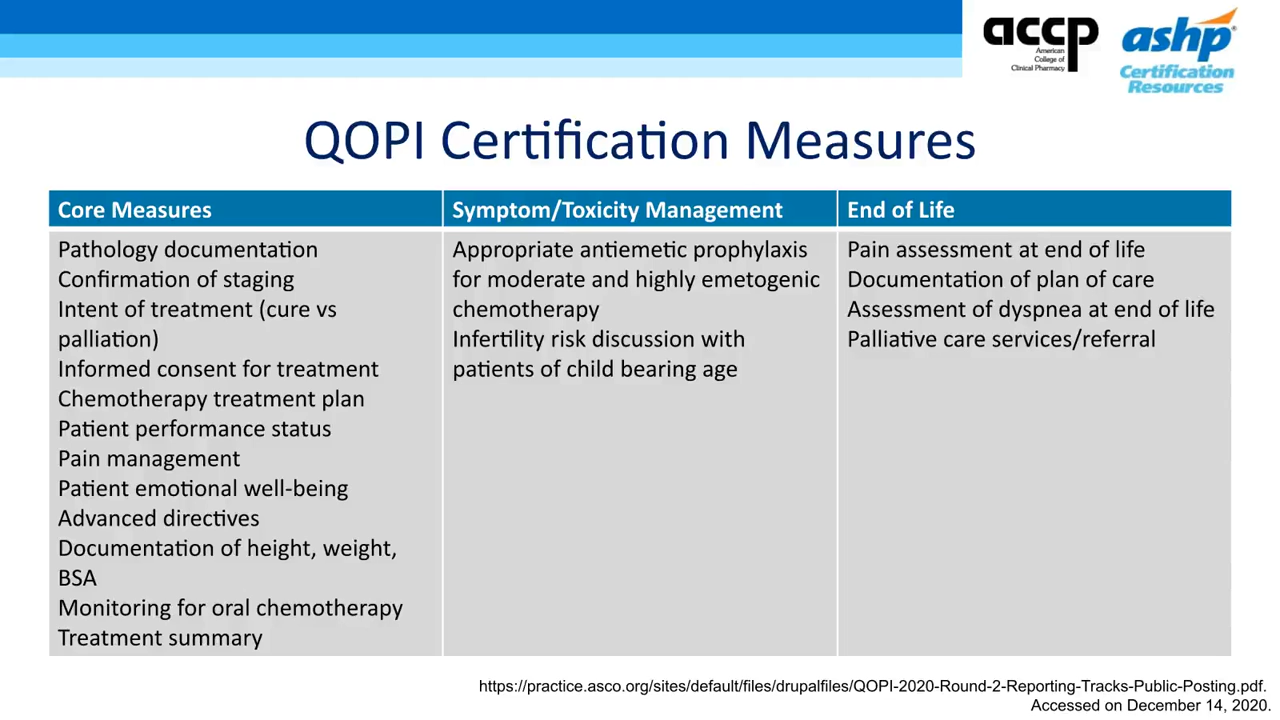 accp
American
College of
Clinical Pharmacy
ashp®
Certification
Resources
QOPI Certification Measures
Core Measures
Pathology documentation
Confirmation of staging
Intent of treatment (cure vs
palliation)
Informed consent for treatment
Chemotherapy treatment plan
Patient performance status
Pain management
Patient emotional well-being
Advanced directives
Documentation of height, weight,
BSA
Monitoring for oral chemotherapy
Treatment summary
Symptom/Toxicity Management
Appropriate antiemetic prophylaxis
for moderate and highly emetogenic
chemotherapy
Infertility risk discussion with
patients of child bearing age
End of Life
Pain assessment at end of life
Documentation of plan of care
Assessment of dyspnea at end of life
Palliative care services/referral
https://practice.asco.org/sites/default/files/drupalfiles/QOPI-2020-Round-2-Reporting-Tracks-Public-Posting.pdf.
Accessed on December 14, 2020.